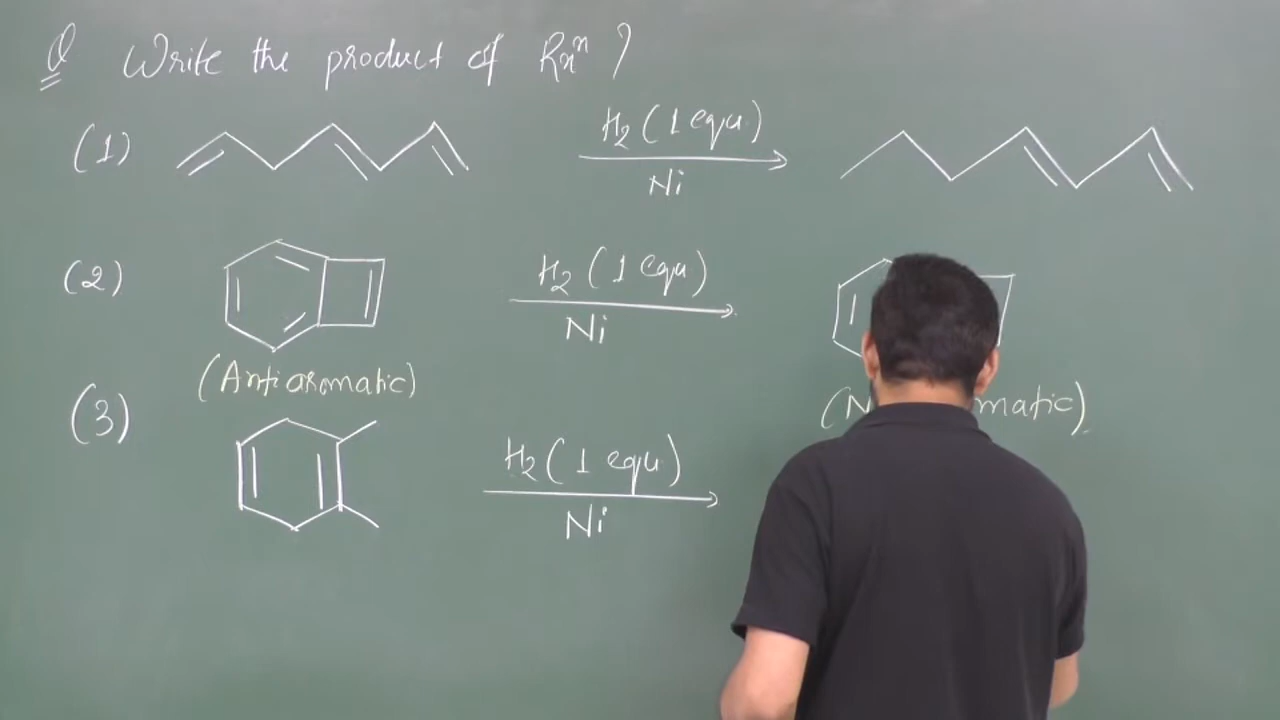 Q Write the product of Rxⁿ ?
(1) H₂ (1 equ.) Ni
(2) H₂ (1 equ) Ni
(Antiaromatic) matic)
(3) H₂ (1 equ) Ni